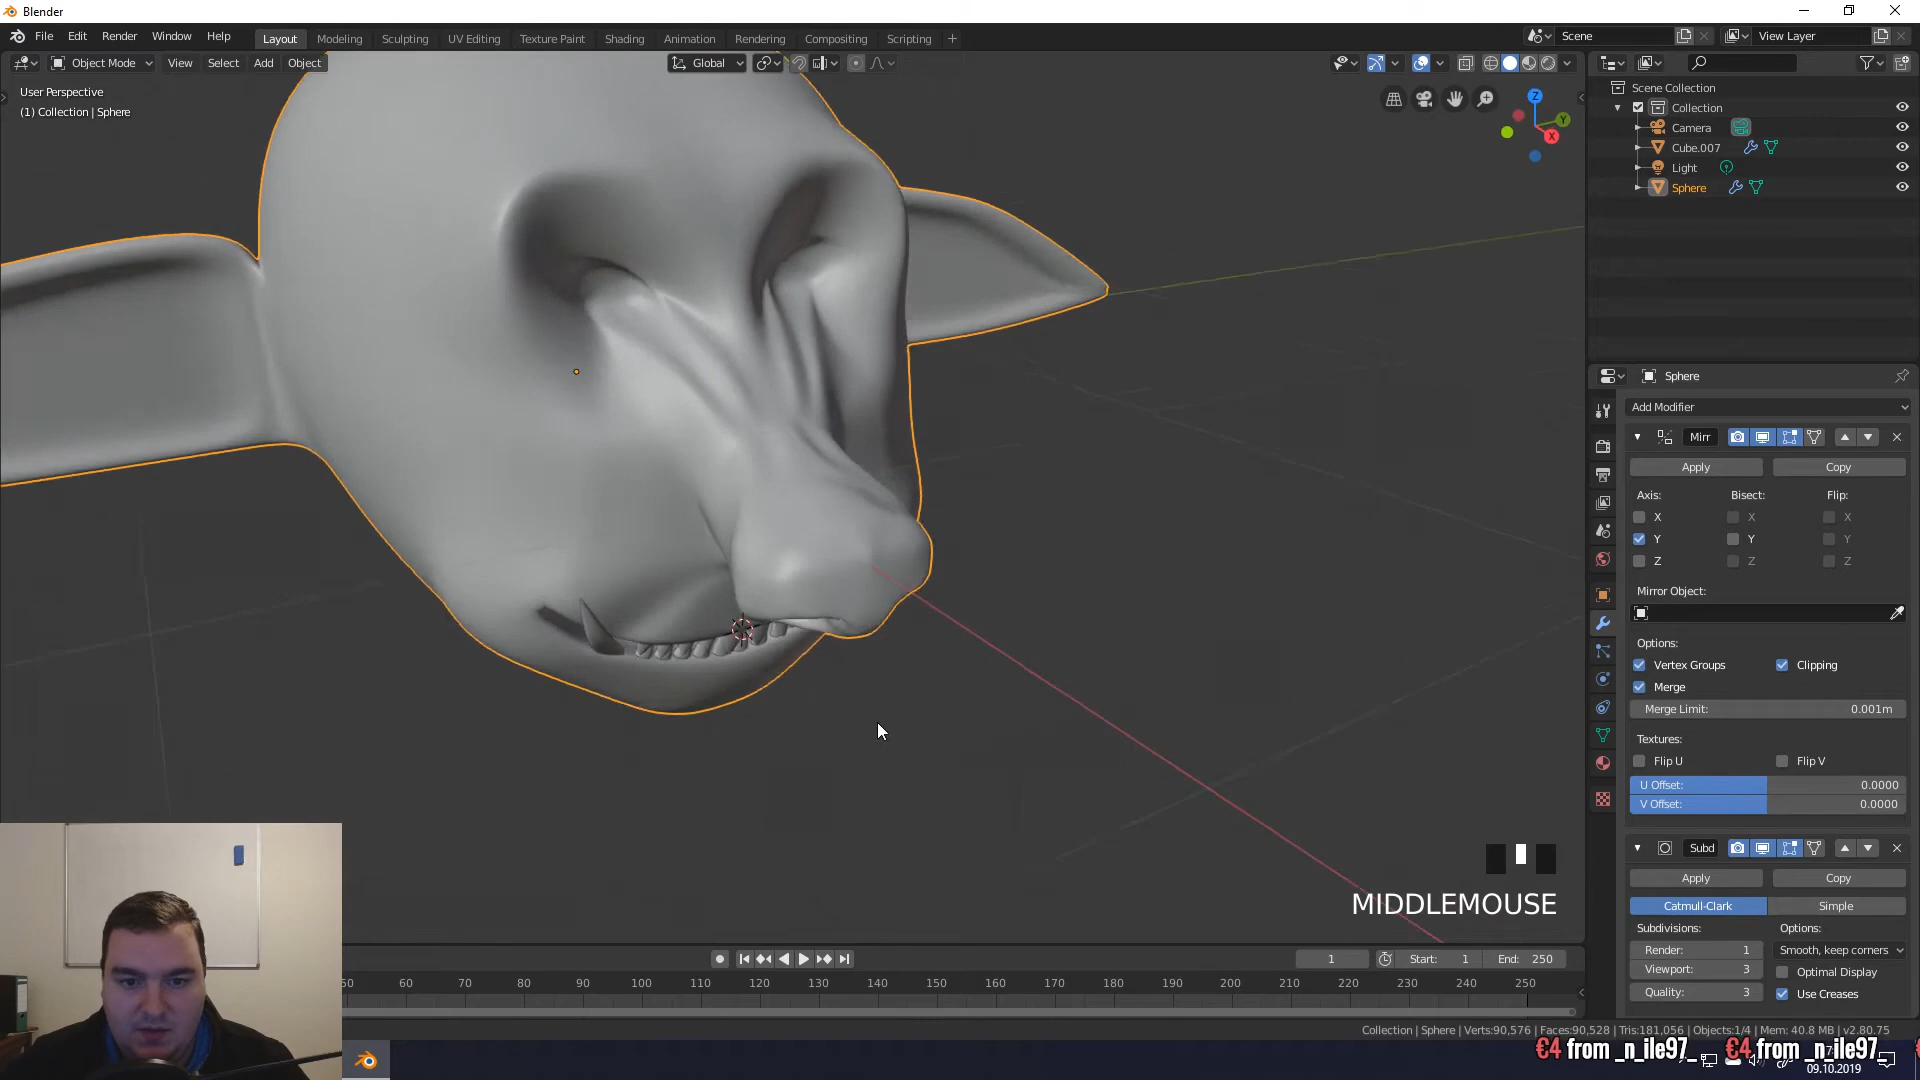 Blender
File Edit Render Window Help
Layout Modeling Sculpting UV Editing Texture Paint Shading Animation Rendering Compositing Scripting +
Scene
View Layer
Object Mode View Select Add Object
Global
User Perspective
(1) Collection | Sphere
Z
Y
X
Scene Collection
Collection
Camera
Cube.007
Light
Sphere
Sphere
Add Modifier
Mirr
Apply Copy
Axis: Bisect: Flip:
X X X
Y Y Y
Z Z Z
Mirror Object:
Options:
Vertex Groups Clipping
Merge
Merge Limit: 0.001m
Textures:
Flip U Flip V
U Offset: 0.0000
V Offset: 0.0000
Subd
Apply Copy
Catmull-Clark Simple
Subdivisions: Options:
Render: 1 Smooth, keep corners
Viewport: 3 Optimal Display
Quality: 3 Use Creases
MIDDLEMOUSE
1 Start: 1 End: 250
50 60 70 80 90 100 110 120 130 140 150 160 170 180 190 200 210 220 230 240 250
Collection | Sphere | Verts:90,576 | Faces:90,528 | Tris:181,056 | Objects:1/4 | Mem: 40.8 MB | v2.80.75
€4 from _n_ile97_ €4 from _n_ile97_
09.10.2019